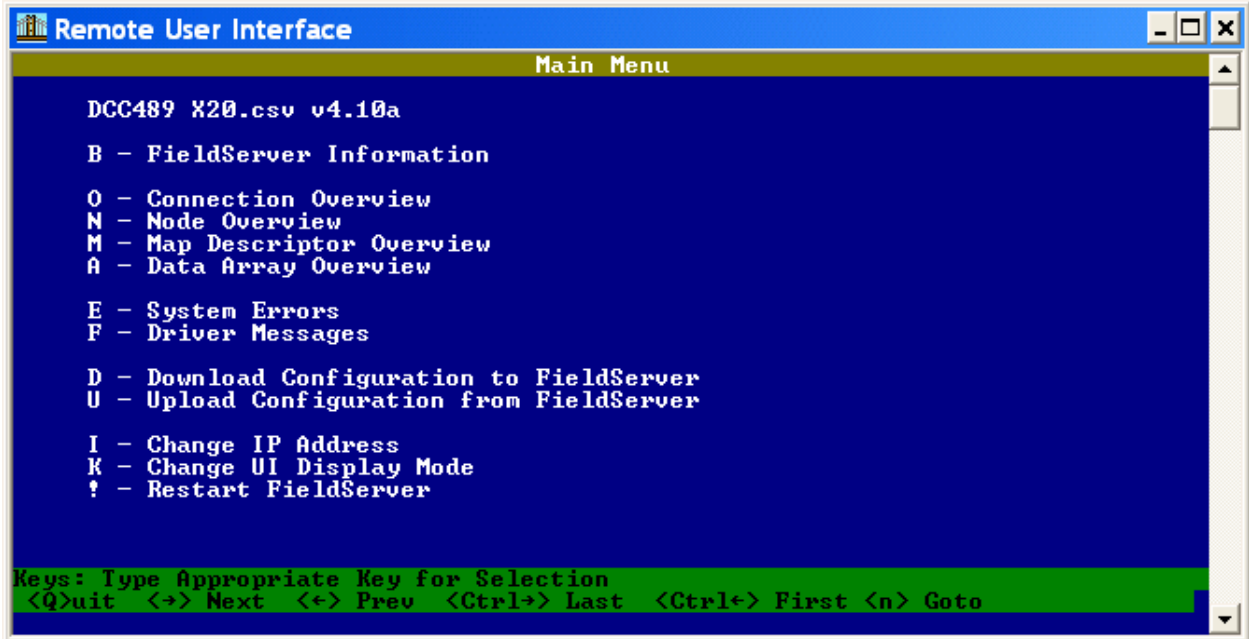 Remote User Interface
Main Menu
DCC489 X20.csv v4.10a
B - FieldServer Information
O - Connection Overview
N - Node Overview
M - Map Descriptor Overview
A - Data Array Overview
E - System Errors
F - Driver Messages
D - Download Configuration to FieldServer
U - Upload Configuration from FieldServer
I - Change IP Address
K - Change UI Display Mode
! - Restart FieldServer
Keys: Type Appropriate Key for Selection
<Q>uit <→> Next <←> Prev <Ctrl→> Last <Ctrl←> First <n> Goto